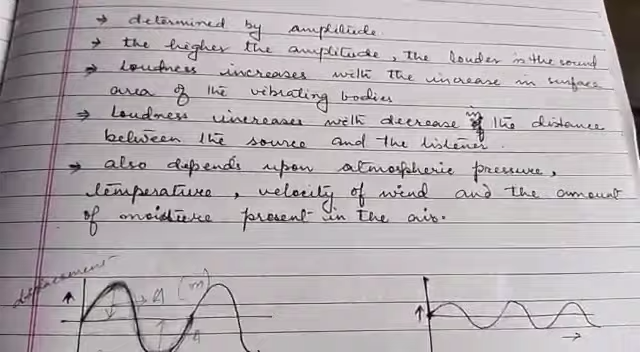 → determined by amplitude.
→ the higher the amplitude, the louder is the sound
→ loudness increases with the increase in surface
area of the vibrating bodies
→ loudness increases with decrease in the distance
between the source and the listener.
→ also depends upon atmospheric pressure,
temperature, velocity of wind and the amount
of moisture present in the air.
displacement
A (m)
A